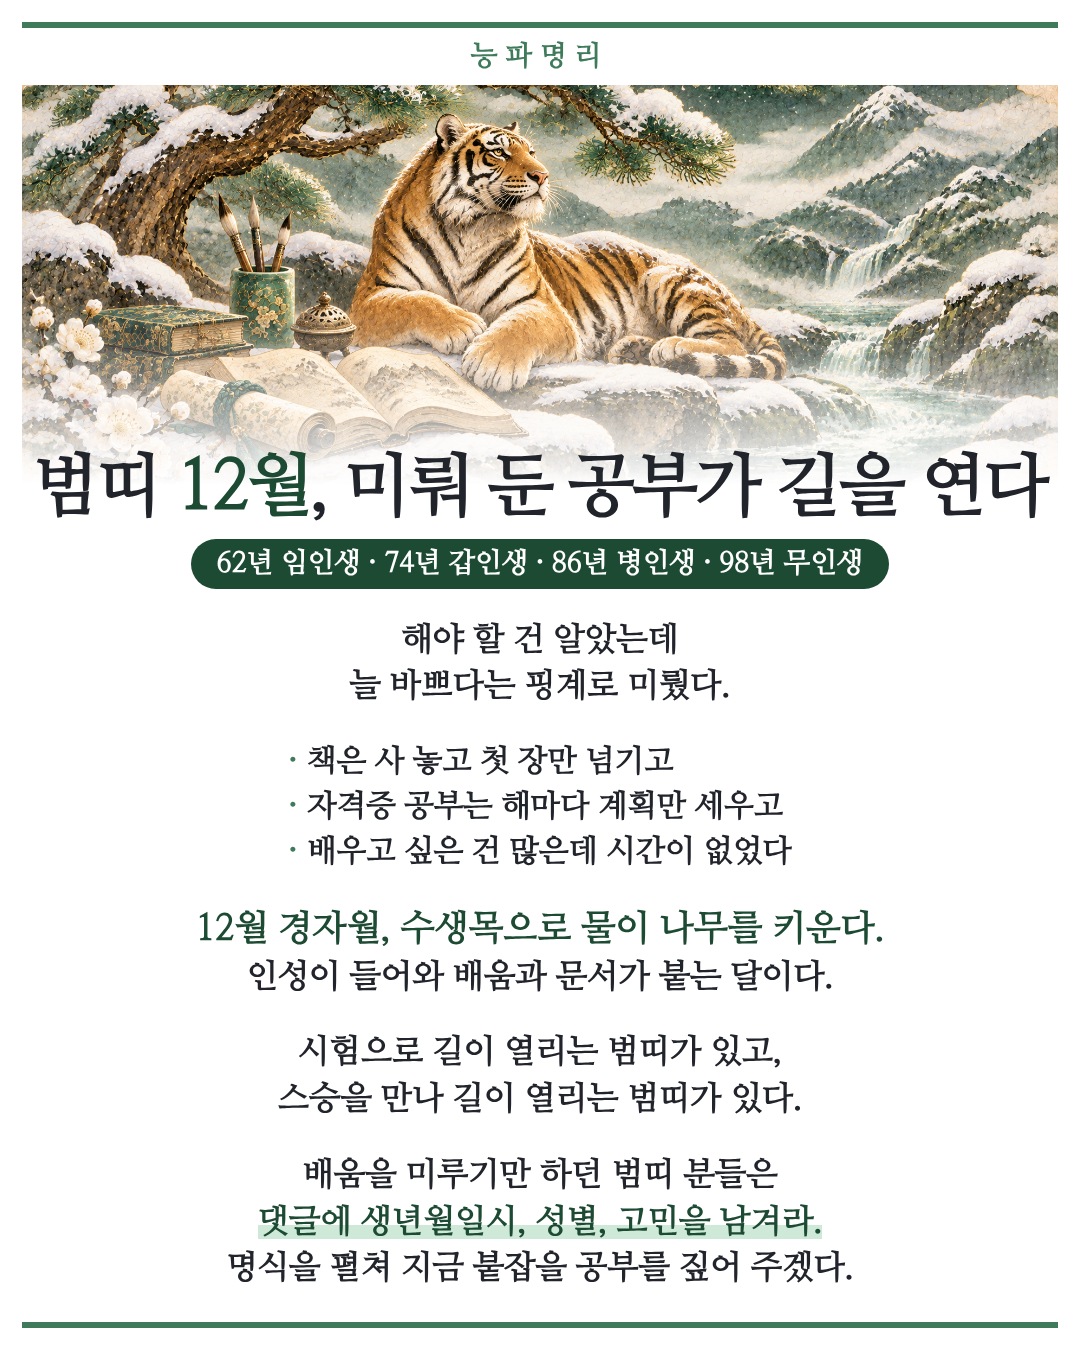 능파명리
범띠 12월, 미뤄 둔 공부가 길을 연다
62년 임인생 · 74년 갑인생 · 86년 병인생 · 98년 무인생
해야 할 건 알았는데
늘 바쁘다는 핑계로 미뤘다.
· 책은 사 놓고 첫 장만 넘기고
· 자격증 공부는 해마다 계획만 세우고
· 배우고 싶은 건 많은데 시간이 없었다
12월 경자월, 수생목으로 물이 나무를 키운다.
인성이 들어와 배움과 문서가 붙는 달이다.
시험으로 길이 열리는 범띠가 있고,
스승을 만나 길이 열리는 범띠가 있다.
배움을 미루기만 하던 범띠 분들은
댓글에 생년월일시, 성별, 고민을 남겨라.
명식을 펼쳐 지금 붙잡을 공부를 짚어 주겠다.